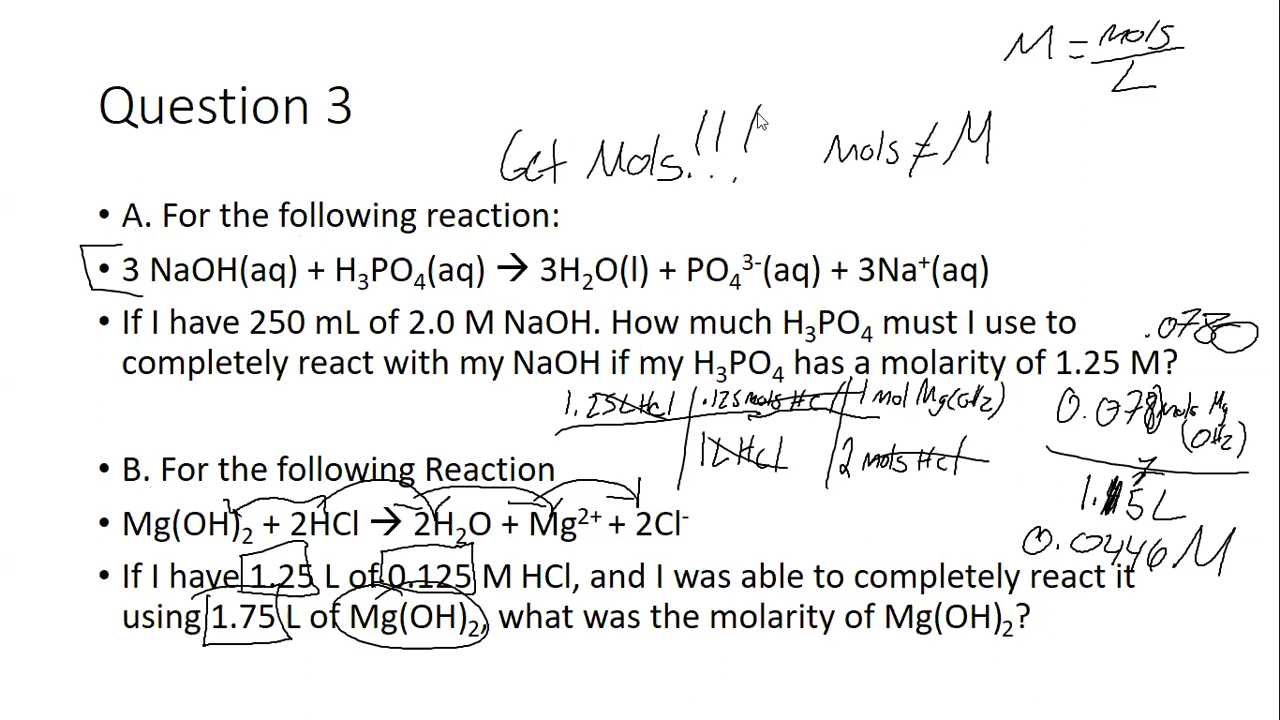 M = mols
L
Question 3
Get Mols!!!
mols ≠ M
• A. For the following reaction:
• 3 NaOH(aq) + H₃PO₄(aq) → 3H₂O(l) + PO₄³⁻(aq) + 3Na⁺(aq)
• If I have 250 mL of 2.0 M NaOH. How much H₃PO₄ must I use to
completely react with my NaOH if my H₃PO₄ has a molarity of 1.25 M?
.0780
1.25L HCl | .125 mols HCl | 1 mol Mg(OH₂)
1L HCl | 2 mols HCl
0.078 mols Mg
(OH₂)
1.75L
0.0446 M
• B. For the following Reaction
• Mg(OH)₂ + 2HCl → 2H₂O + Mg²⁺ + 2Cl⁻
• If I have 1.25 L of 0.125 M HCl, and I was able to completely react it
using 1.75 L of Mg(OH)₂, what was the molarity of Mg(OH)₂?